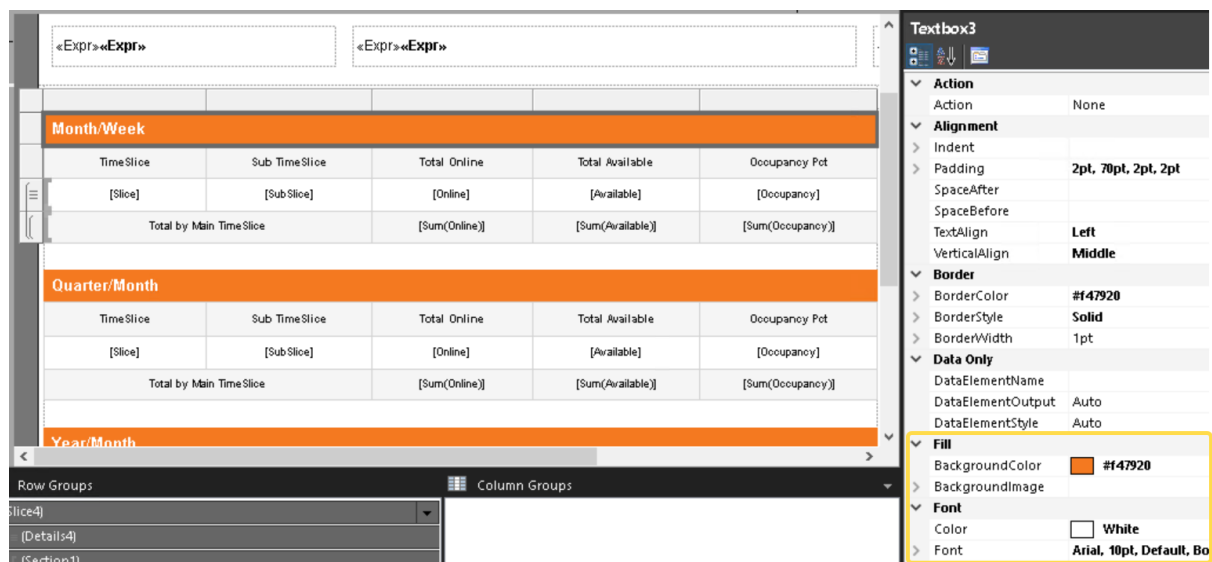 «Expr»«Expr» «Expr»«Expr»
Month/Week
TimeSlice Sub TimeSlice Total Online Total Available Occupancy Pct
[Slice] [SubSlice] [Online] [Available] [Occupancy]
Total by Main TimeSlice [Sum(Online)] [Sum(Available)] [Sum(Occupancy)]
Quarter/Month
TimeSlice Sub TimeSlice Total Online Total Available Occupancy Pct
[Slice] [SubSlice] [Online] [Available] [Occupancy]
Total by Main TimeSlice [Sum(Online)] [Sum(Available)] [Sum(Occupancy)]
Year/Month
Row Groups Column Groups
Slice4)
(Details4)
(Section1)
Textbox3
Action
Action None
Alignment
Indent
Padding 2pt, 70pt, 2pt, 2pt
SpaceAfter
SpaceBefore
TextAlign Left
VerticalAlign Middle
Border
BorderColor #f47920
BorderStyle Solid
BorderWidth 1pt
Data Only
DataElementName
DataElementOutput Auto
DataElementStyle Auto
Fill
BackgroundColor #f47920
BackgroundImage
Font
Color White
Font Arial, 10pt, Default, Bo